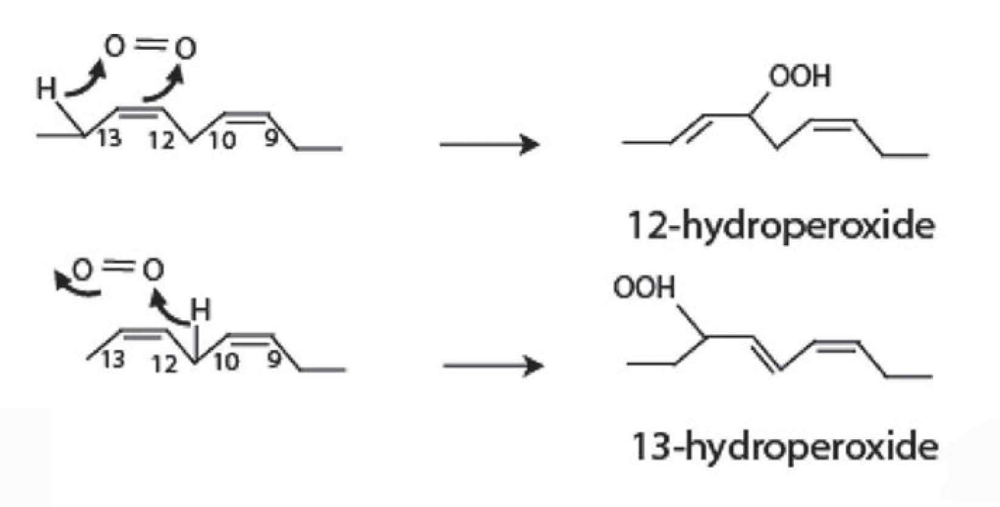 O=O
H
13 12 10 9
OOH
12-hydroperoxide
O=O
H
13 12 10 9
OOH
13-hydroperoxide